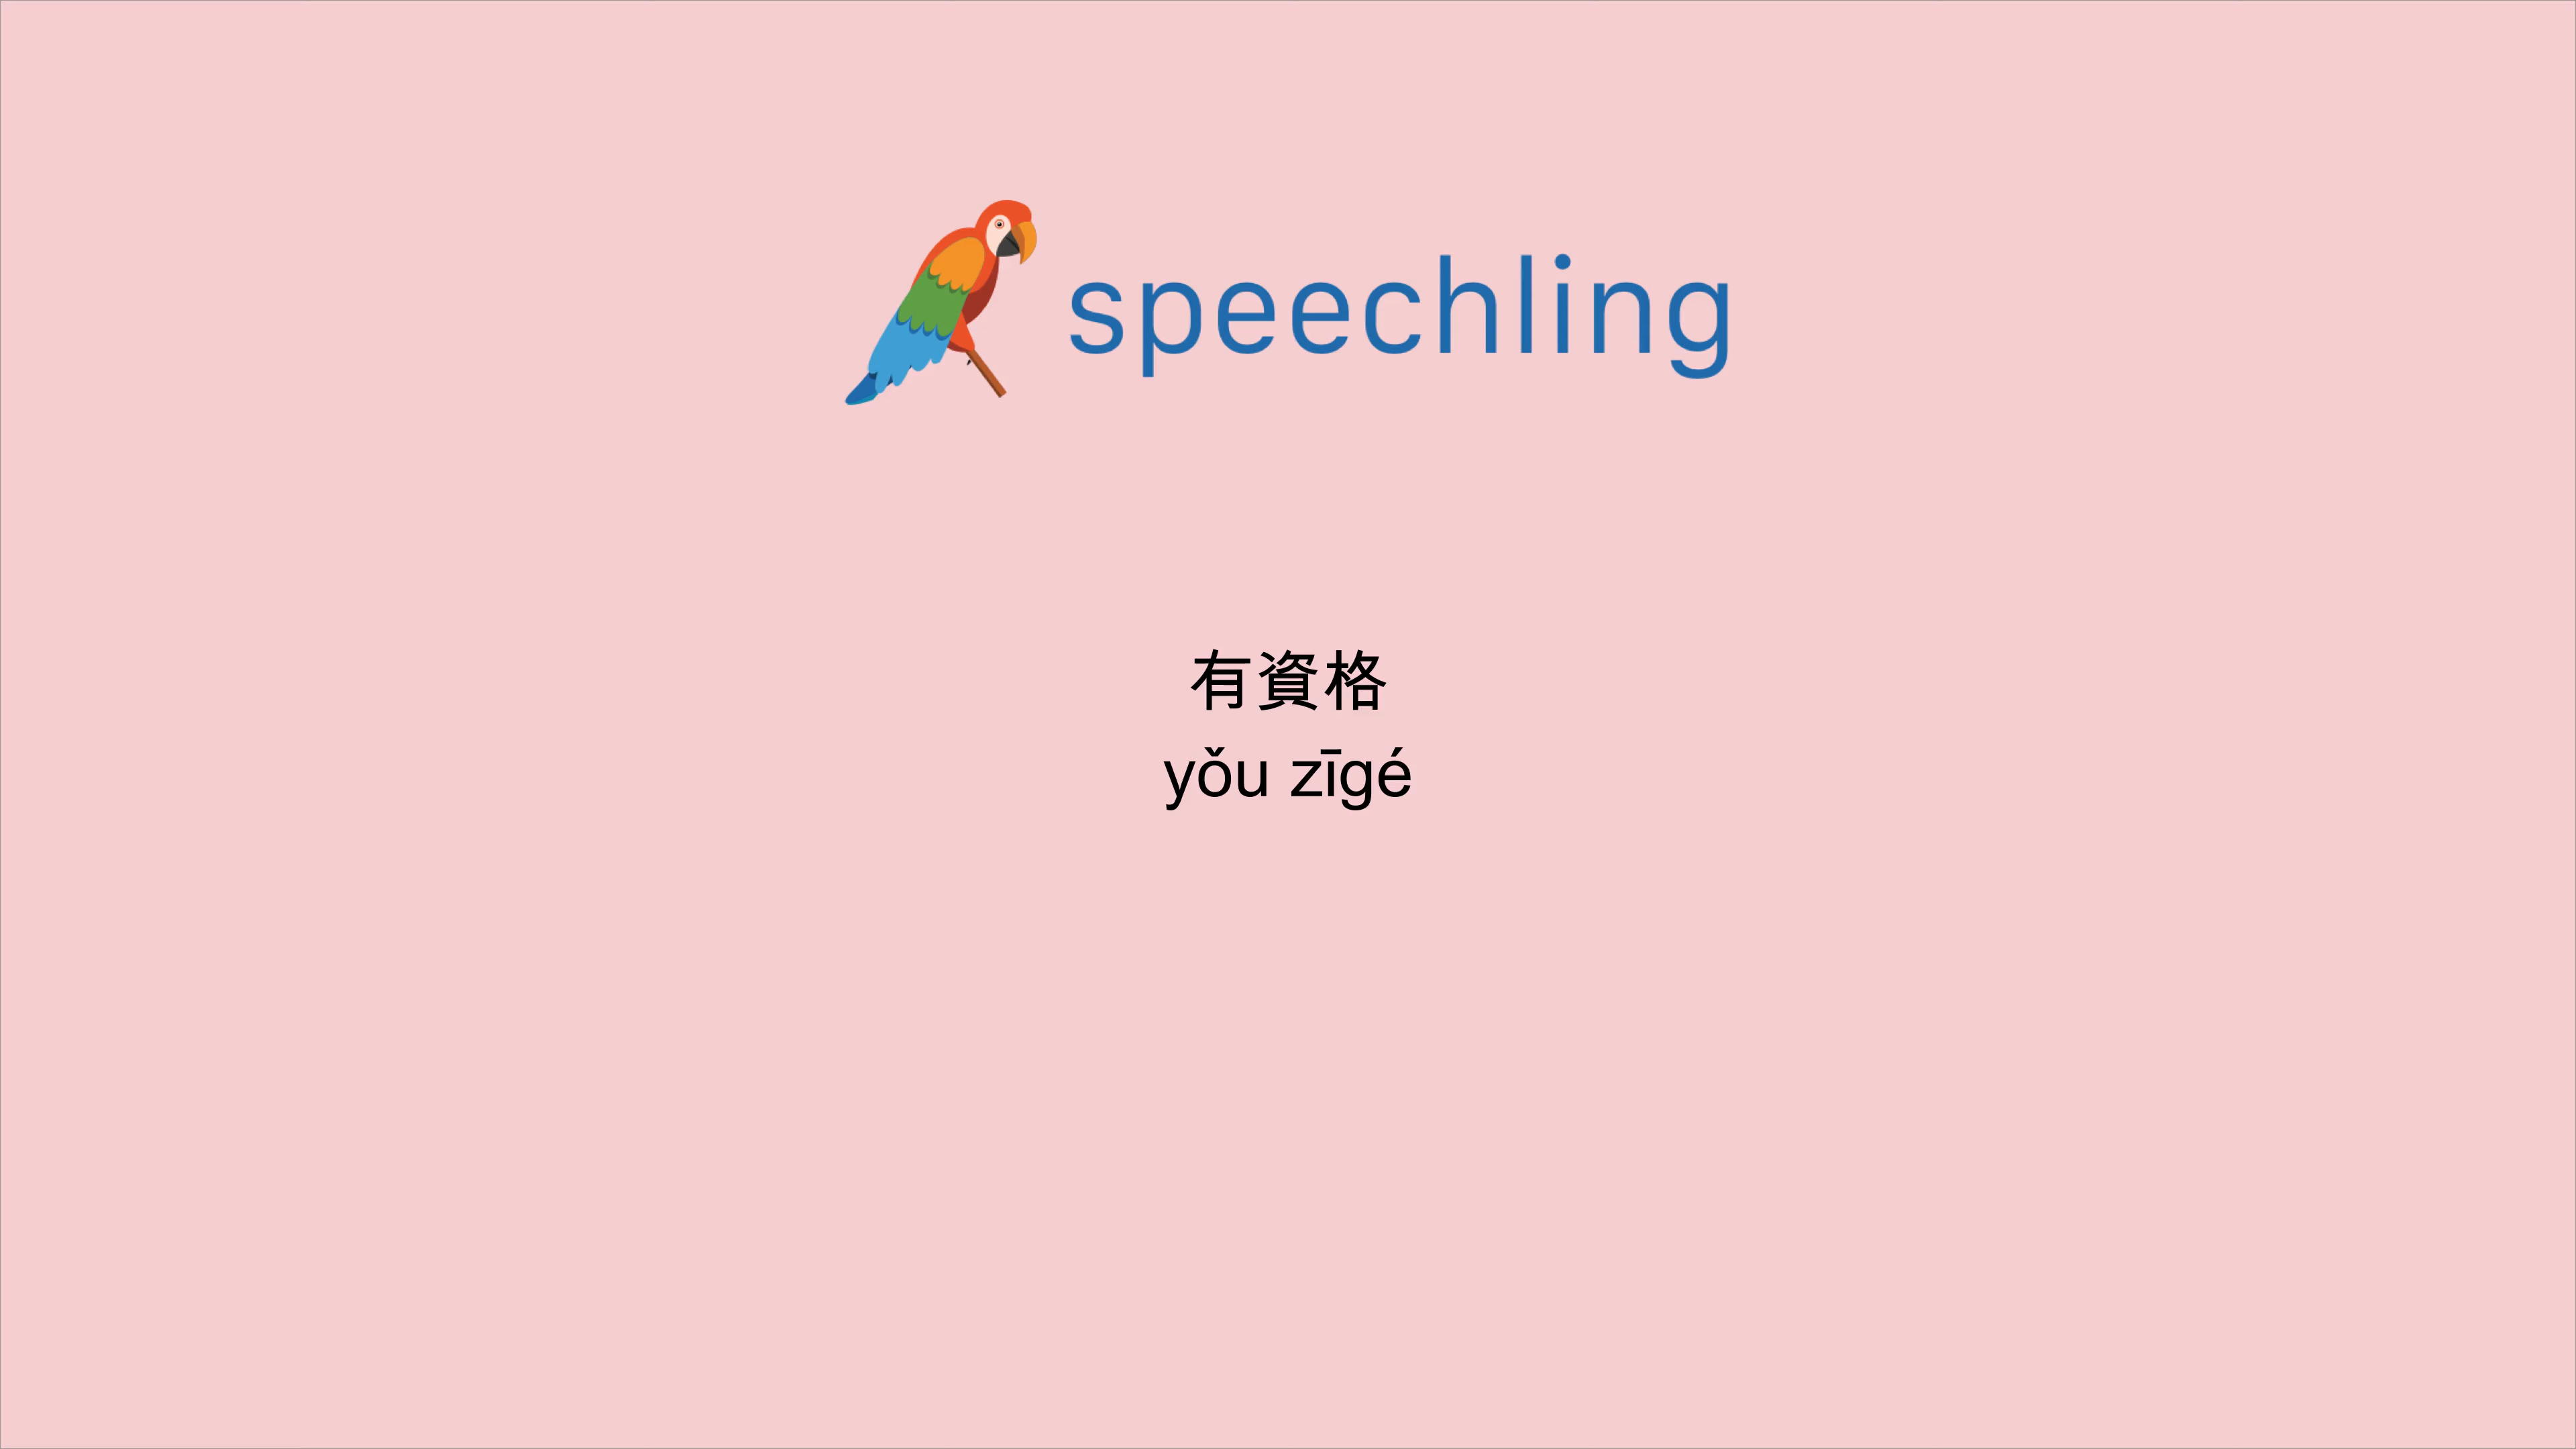 speechling
有資格
yǒu zīgé